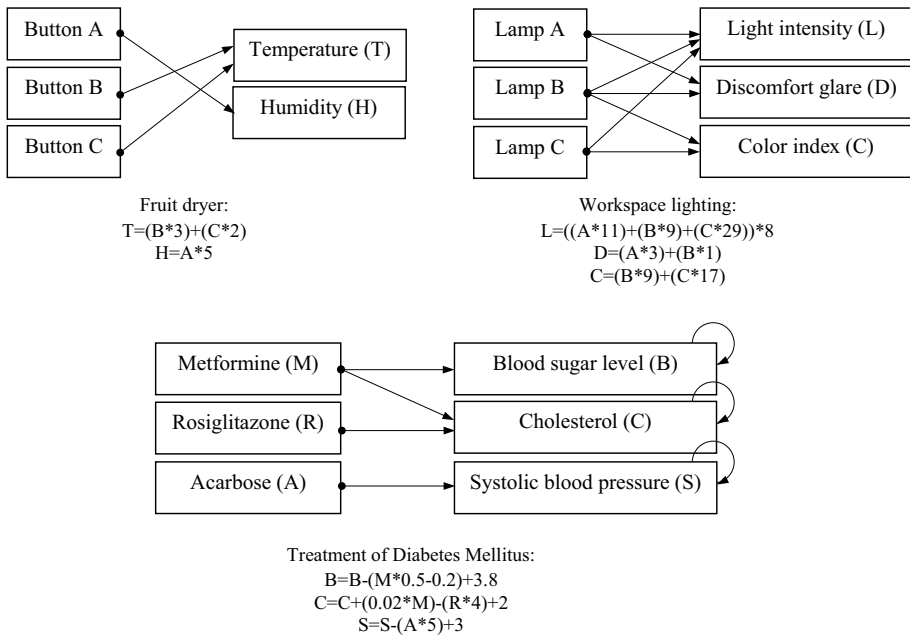 Button A
Button B
Button C
Temperature (T)
Humidity (H)
Fruit dryer:
T=(B*3)+(C*2)
H=A*5
Lamp A
Lamp B
Lamp C
Light intensity (L)
Discomfort glare (D)
Color index (C)
Workspace lighting:
L=((A*11)+(B*9)+(C*29))*8
D=(A*3)+(B*1)
C=(B*9)+(C*17)
Metformine (M)
Rosiglitazone (R)
Acarbose (A)
Blood sugar level (B)
Cholesterol (C)
Systolic blood pressure (S)
Treatment of Diabetes Mellitus:
B=B-(M*0.5-0.2)+3.8
C=C+(0.02*M)-(R*4)+2
S=S-(A*5)+3